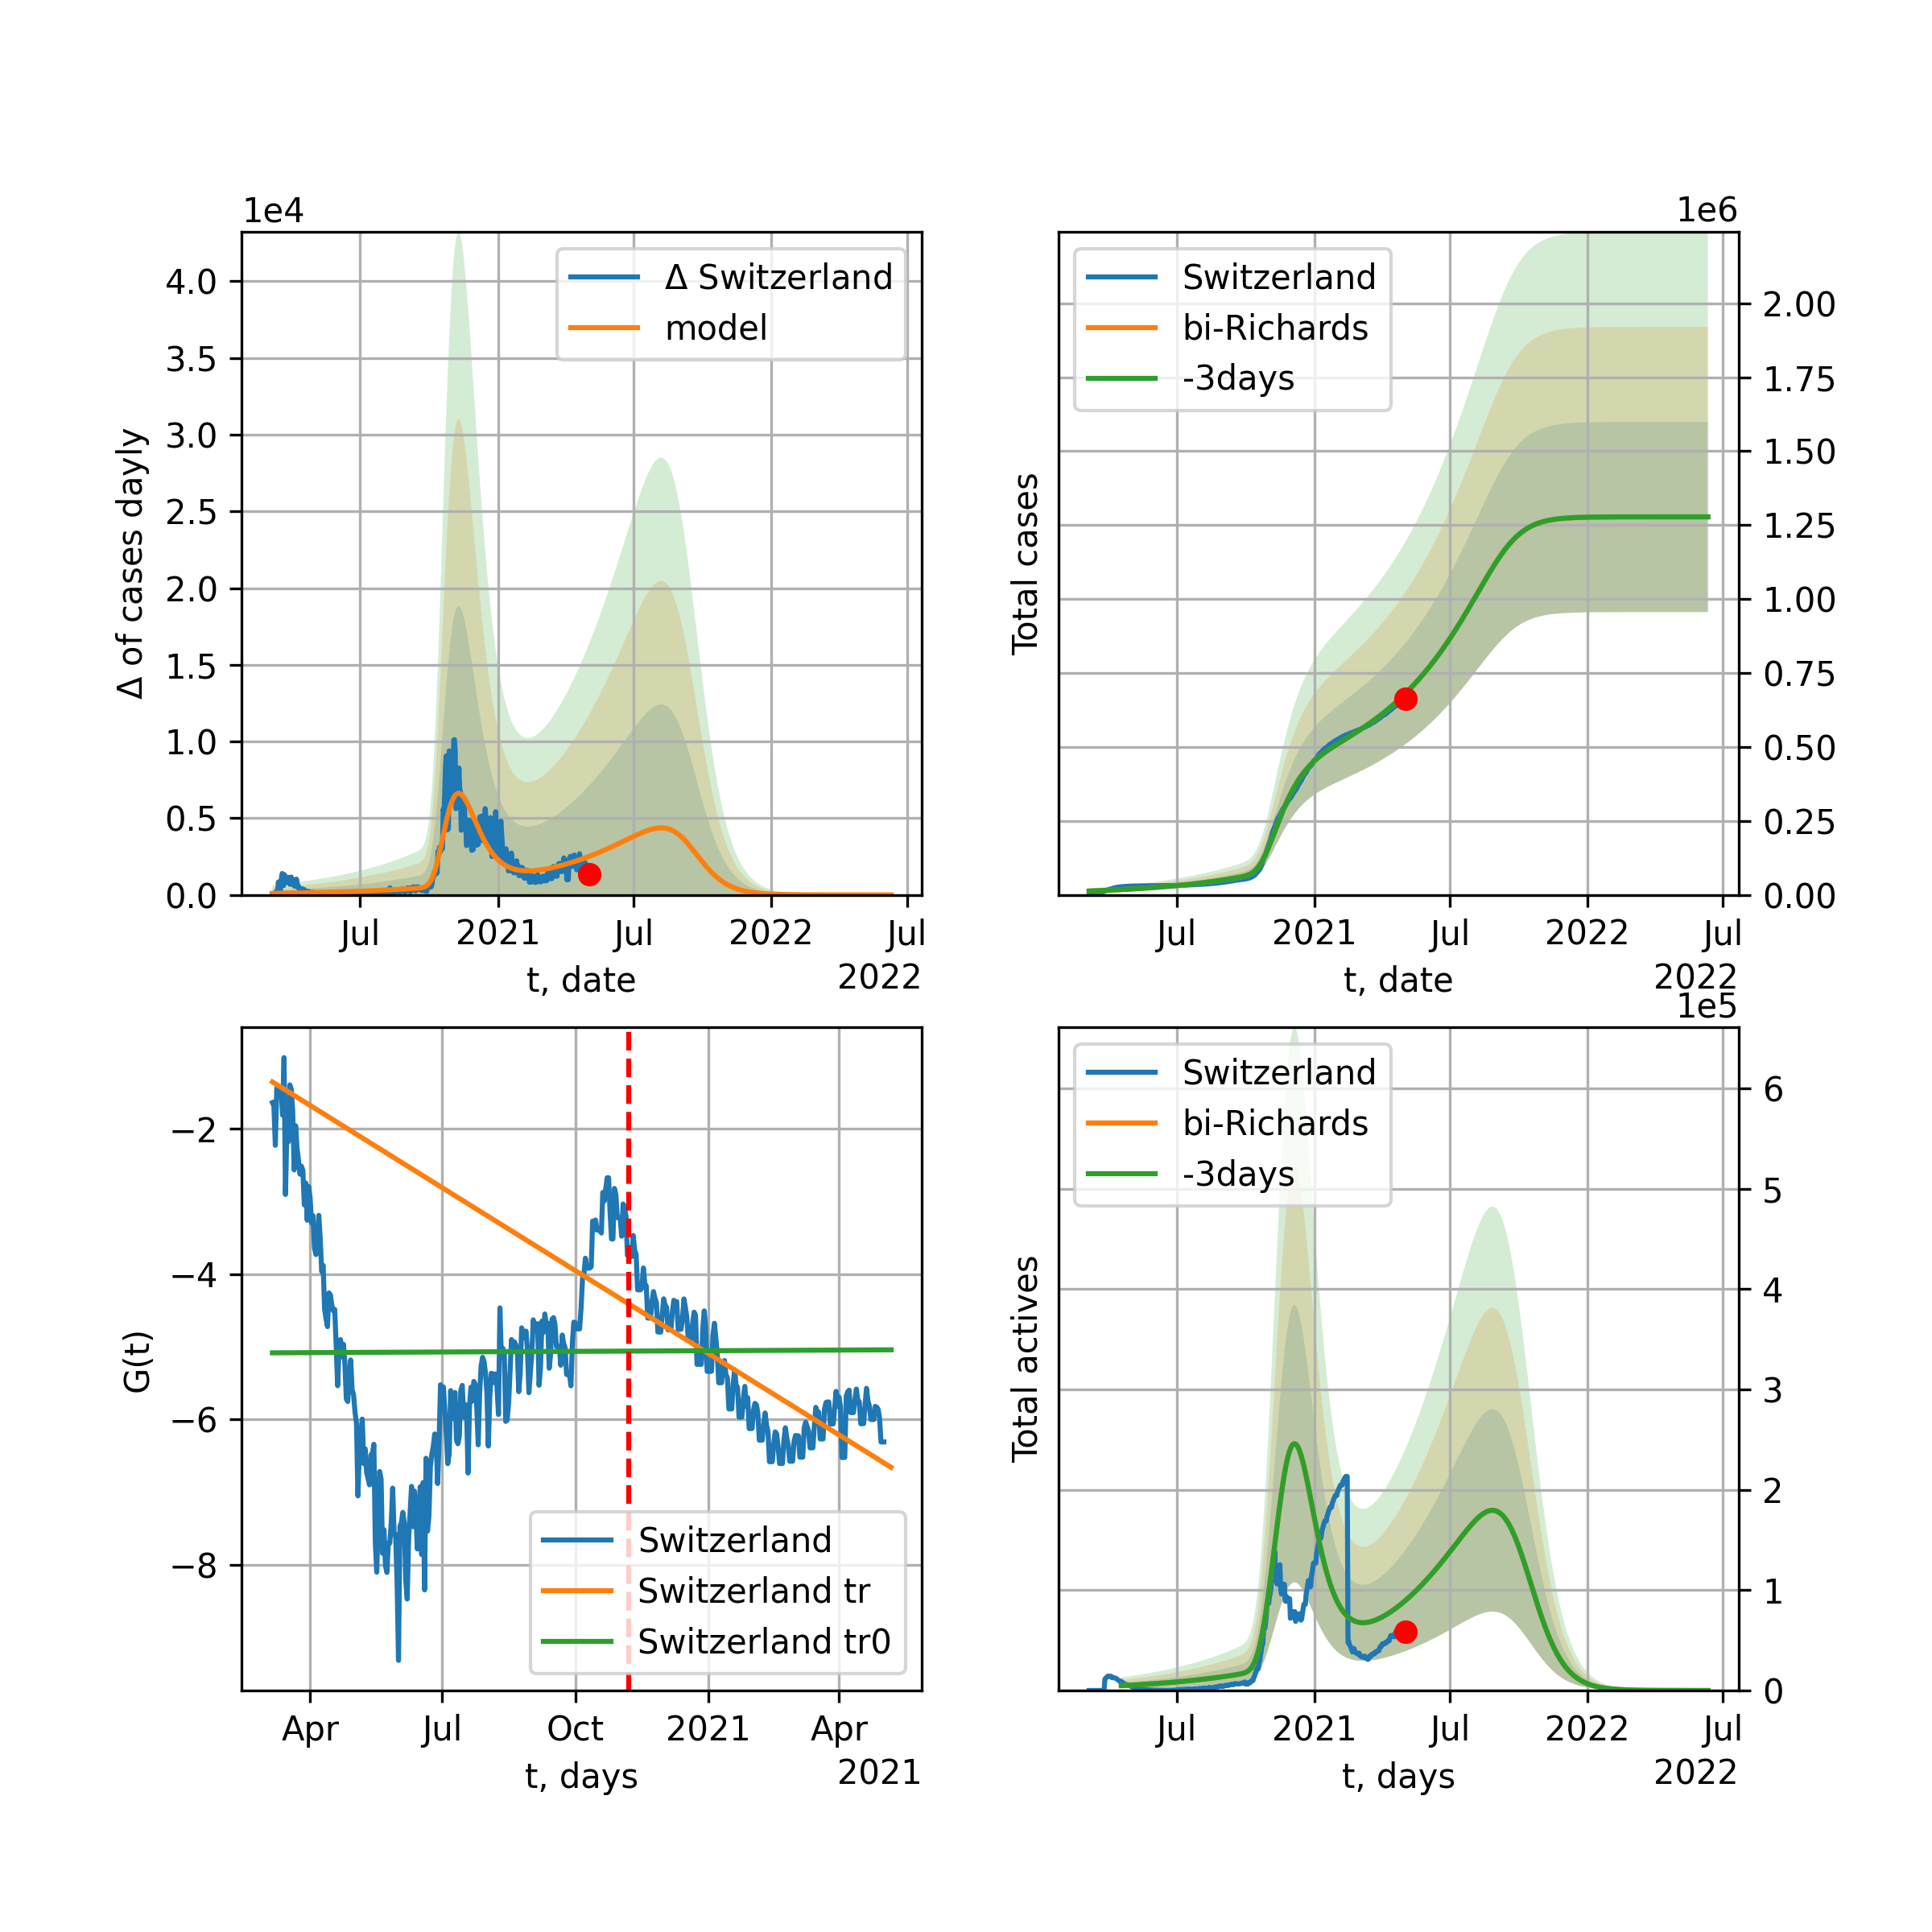 1e4
4.0
3.5
3.0
2.5
2.0
1.5
1.0
0.5
0.0
Δ of cases dayly
Δ Switzerland
model
Jul 2021 Jul 2022 Jul
2022
t, date
1e6
Total cases
Switzerland
bi-Richards
-3days
2.00
1.75
1.50
1.25
1.00
0.75
0.50
0.25
0.00
Jul 2021 Jul 2022 Jul
2022
t, date
G(t)
−2
−4
−6
−8
Switzerland
Switzerland tr
Switzerland tr0
Apr Jul Oct 2021 Apr
2021
t, days
1e5
Total actives
Switzerland
bi-Richards
-3days
6
5
4
3
2
1
0
Jul 2021 Jul 2022 Jul
2022
t, days